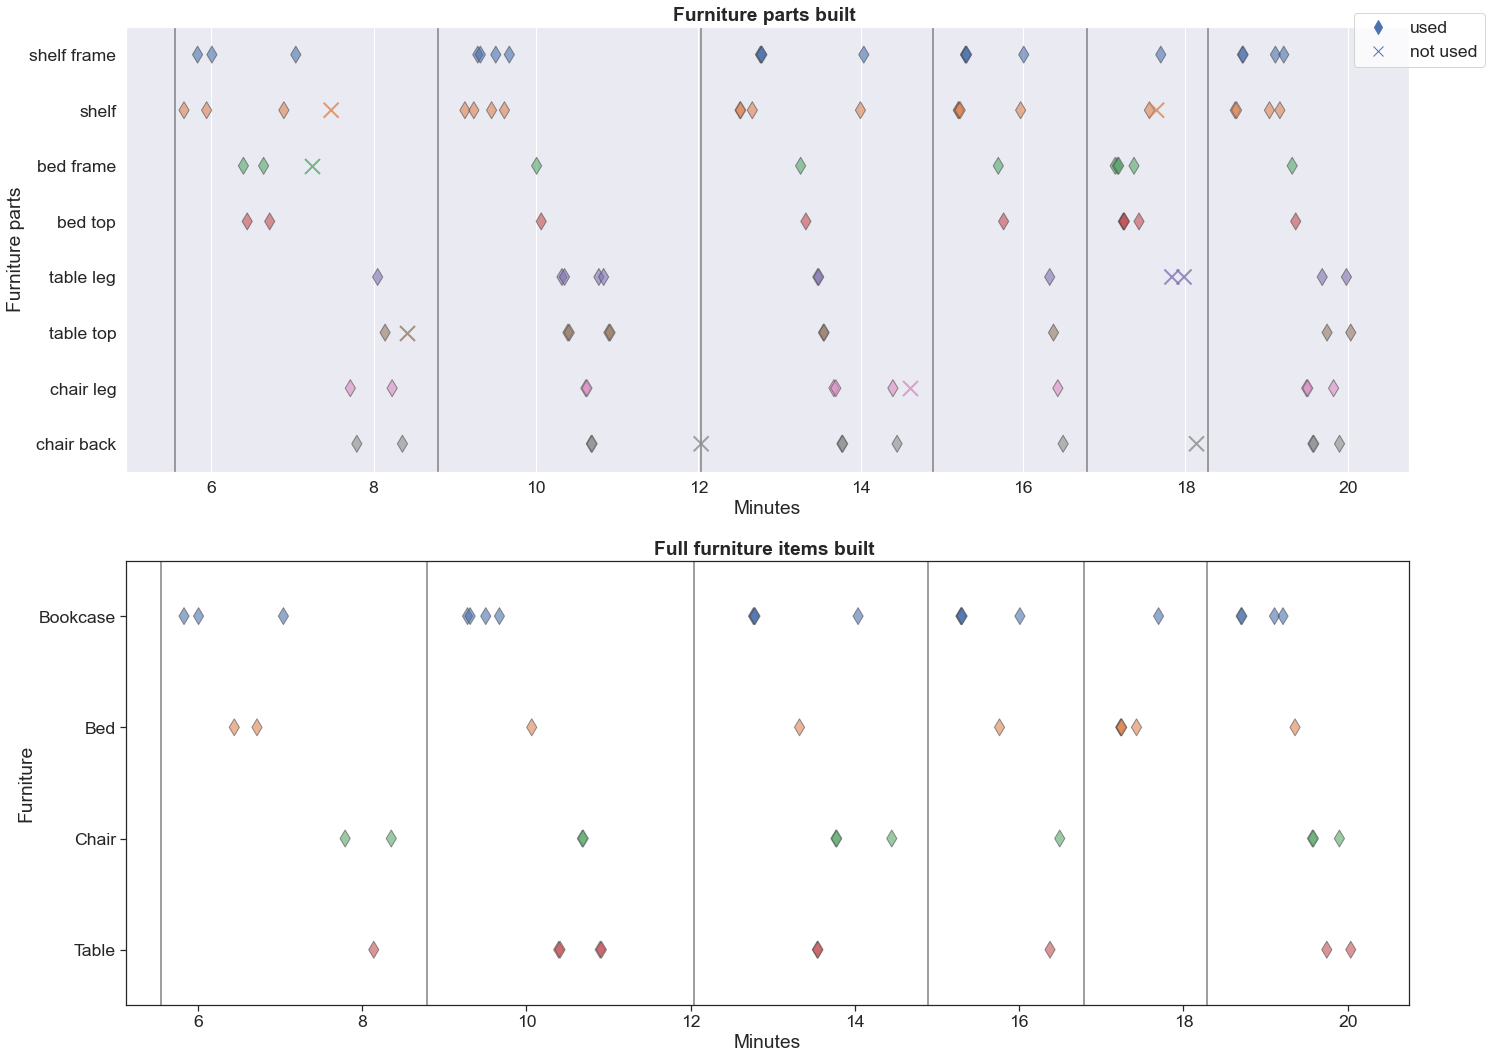 Furniture parts built
used
not used
shelf frame
shelf
bed frame
bed top
table leg
table top
chair leg
chair back
Furniture parts
6 8 10 12 14 16 18 20
Minutes
Full furniture items built
Bookcase
Bed
Chair
Table
Furniture
6 8 10 12 14 16 18 20
Minutes